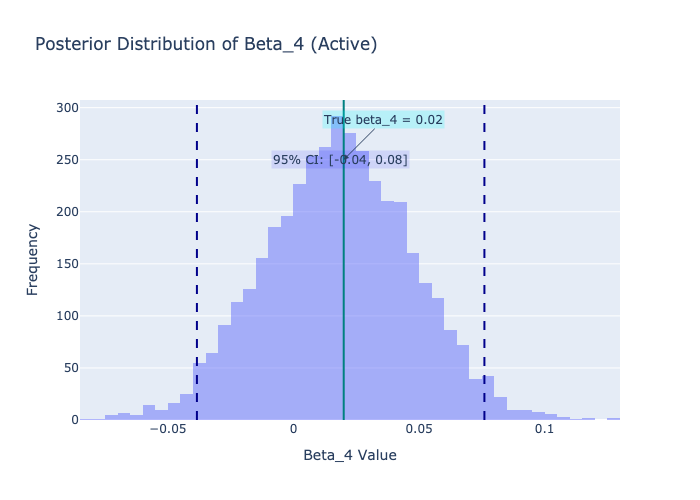 Posterior Distribution of Beta_4 (Active)
300
True beta_4 = 0.02
95% CI: [-0.04, 0.08]
250
200
150
100
50
0
Frequency
−0.05
0
0.05
0.1
Beta_4 Value